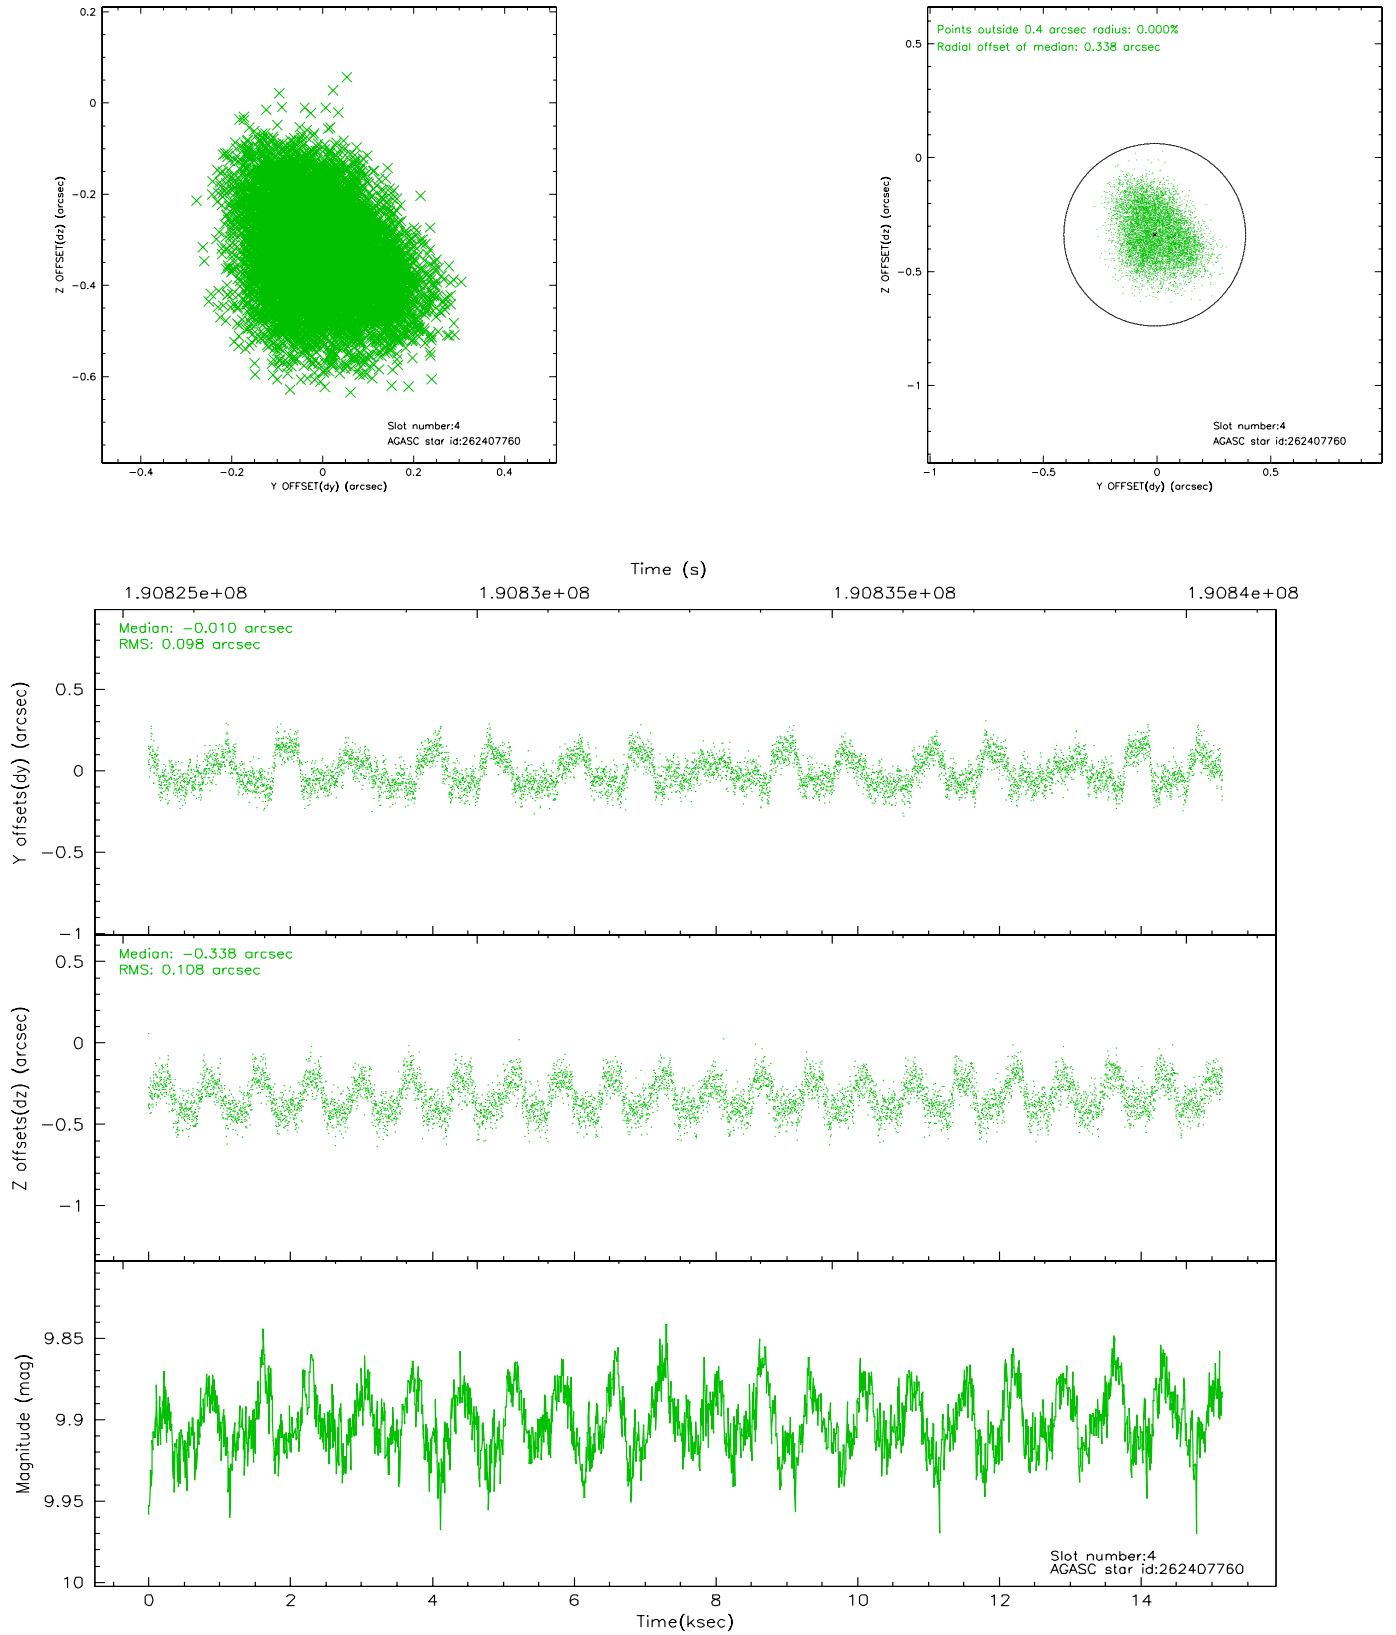 0.2
0
−0.2
−0.4
−0.6
Z OFFSET(dz) (arcsec)
Slot number:4
AGASC star id:262407760
−0.4 −0.2 0 0.2 0.4
Y OFFSET(dy) (arcsec)
Points outside 0.4 arcsec radius: 0.000%
Radial offset of median: 0.338 arcsec
0.5
0
−0.5
−1
Z OFFSET(dz) (arcsec)
Slot number:4
AGASC star id:262407760
−1 −0.5 0 0.5
Y OFFSET(dy) (arcsec)
Time (s)
1.90825e+08 1.9083e+08 1.90835e+08 1.9084e+08
Median: −0.010 arcsec
RMS: 0.098 arcsec
0.5
0
−0.5
−1
Y offsets(dy) (arcsec)
Median: −0.338 arcsec
RMS: 0.108 arcsec
0.5
0
−0.5
−1
Z offsets(dz) (arcsec)
9.85
9.9
9.95
10
Magnitude (mag)
Slot number:4
AGASC star id:262407760
0 2 4 6 8 10 12 14
Time(ksec)